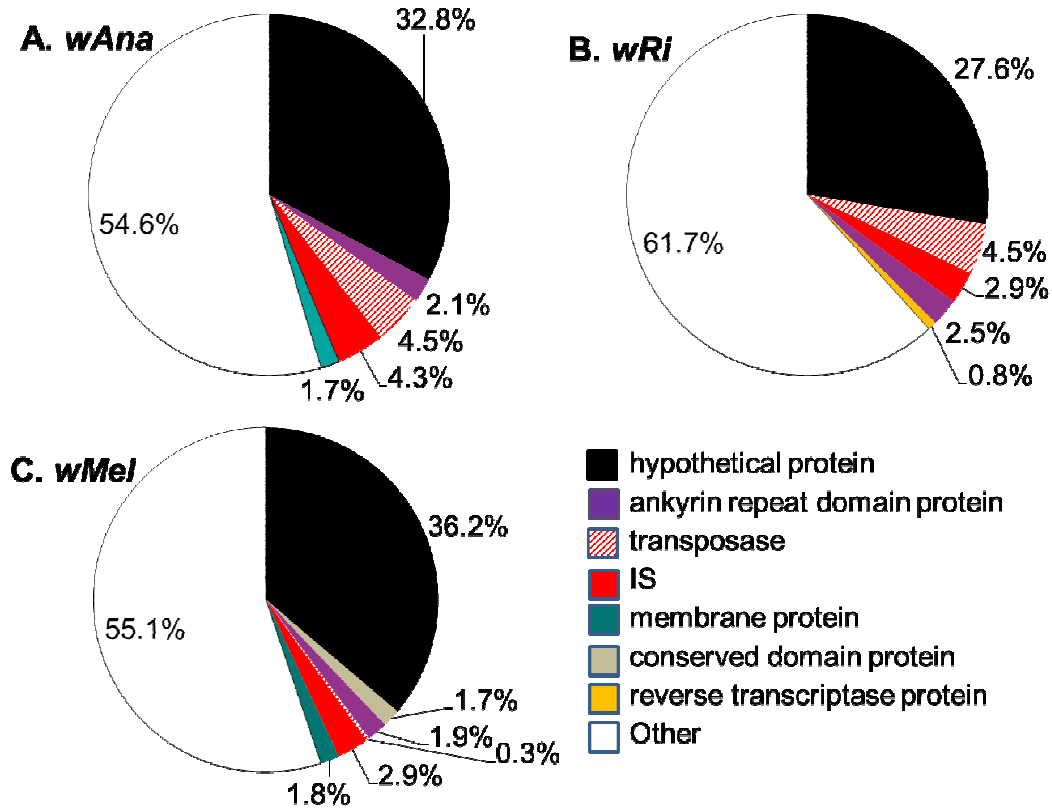 A. wAna
32.8%
54.6%
2.1%
4.5%
4.3%
1.7%
B. wRi
27.6%
61.7%
4.5%
2.9%
2.5%
0.8%
C. wMel
36.2%
55.1%
1.7%
1.9%
0.3%
2.9%
1.8%
hypothetical protein
ankyrin repeat domain protein
transposase
IS
membrane protein
conserved domain protein
reverse transcriptase protein
Other